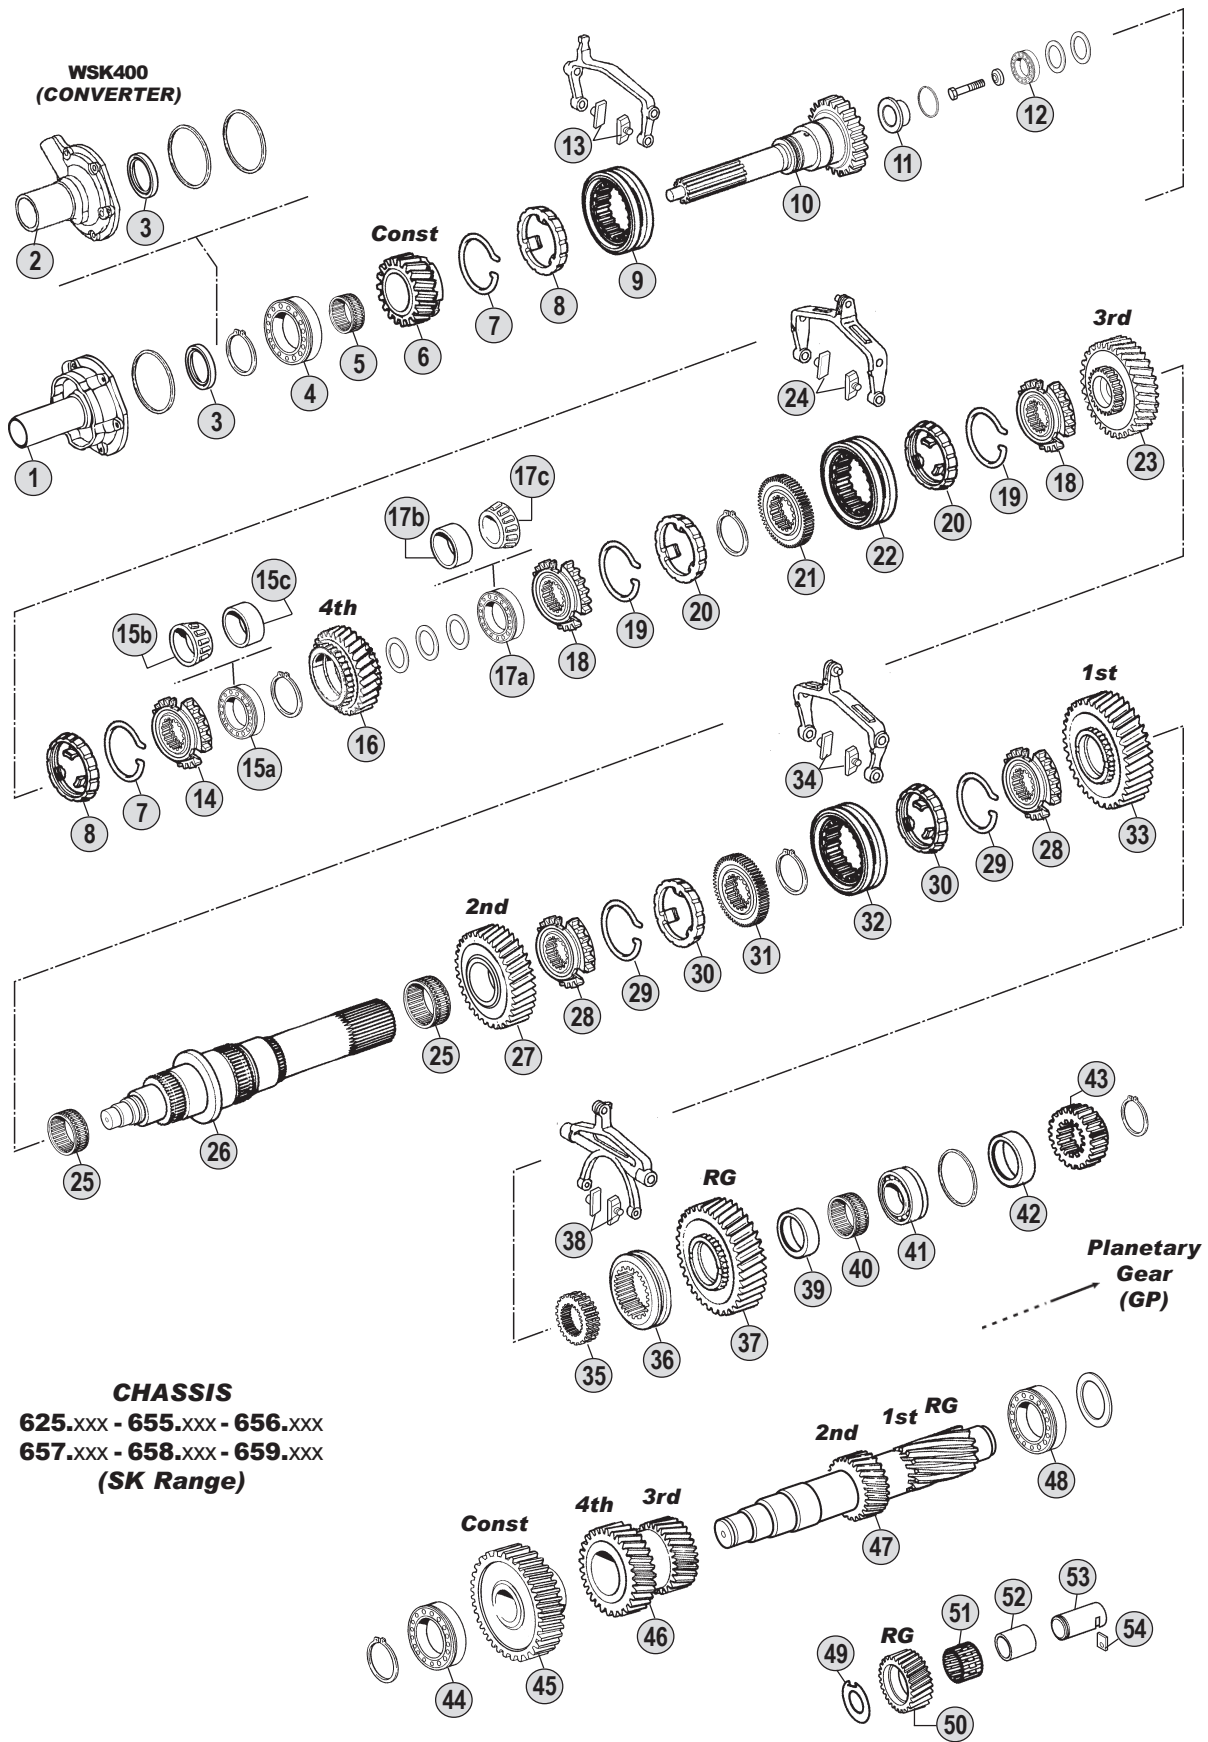 WSK400
(CONVERTER)
13
12
11
10
3
2
Const
9
8
7
6
5
4
3
1
3rd
24
23
18
19
20
22
21
17c
17b
20
19
18
17a
15c
15b
4th
16
15a
14
7
8
1st
34
33
28
29
30
32
31
2nd
30
29
28
27
25
26
25
43
42
41
40
39
RG
38
37
36
35
Planetary
Gear
(GP)
CHASSIS
625.xxx - 655.xxx - 656.xxx
657.xxx - 658.xxx - 659.xxx
(SK Range)
2nd
1st
RG
48
47
4th
3rd
46
Const
45
44
53
52
51
54
RG
49
50